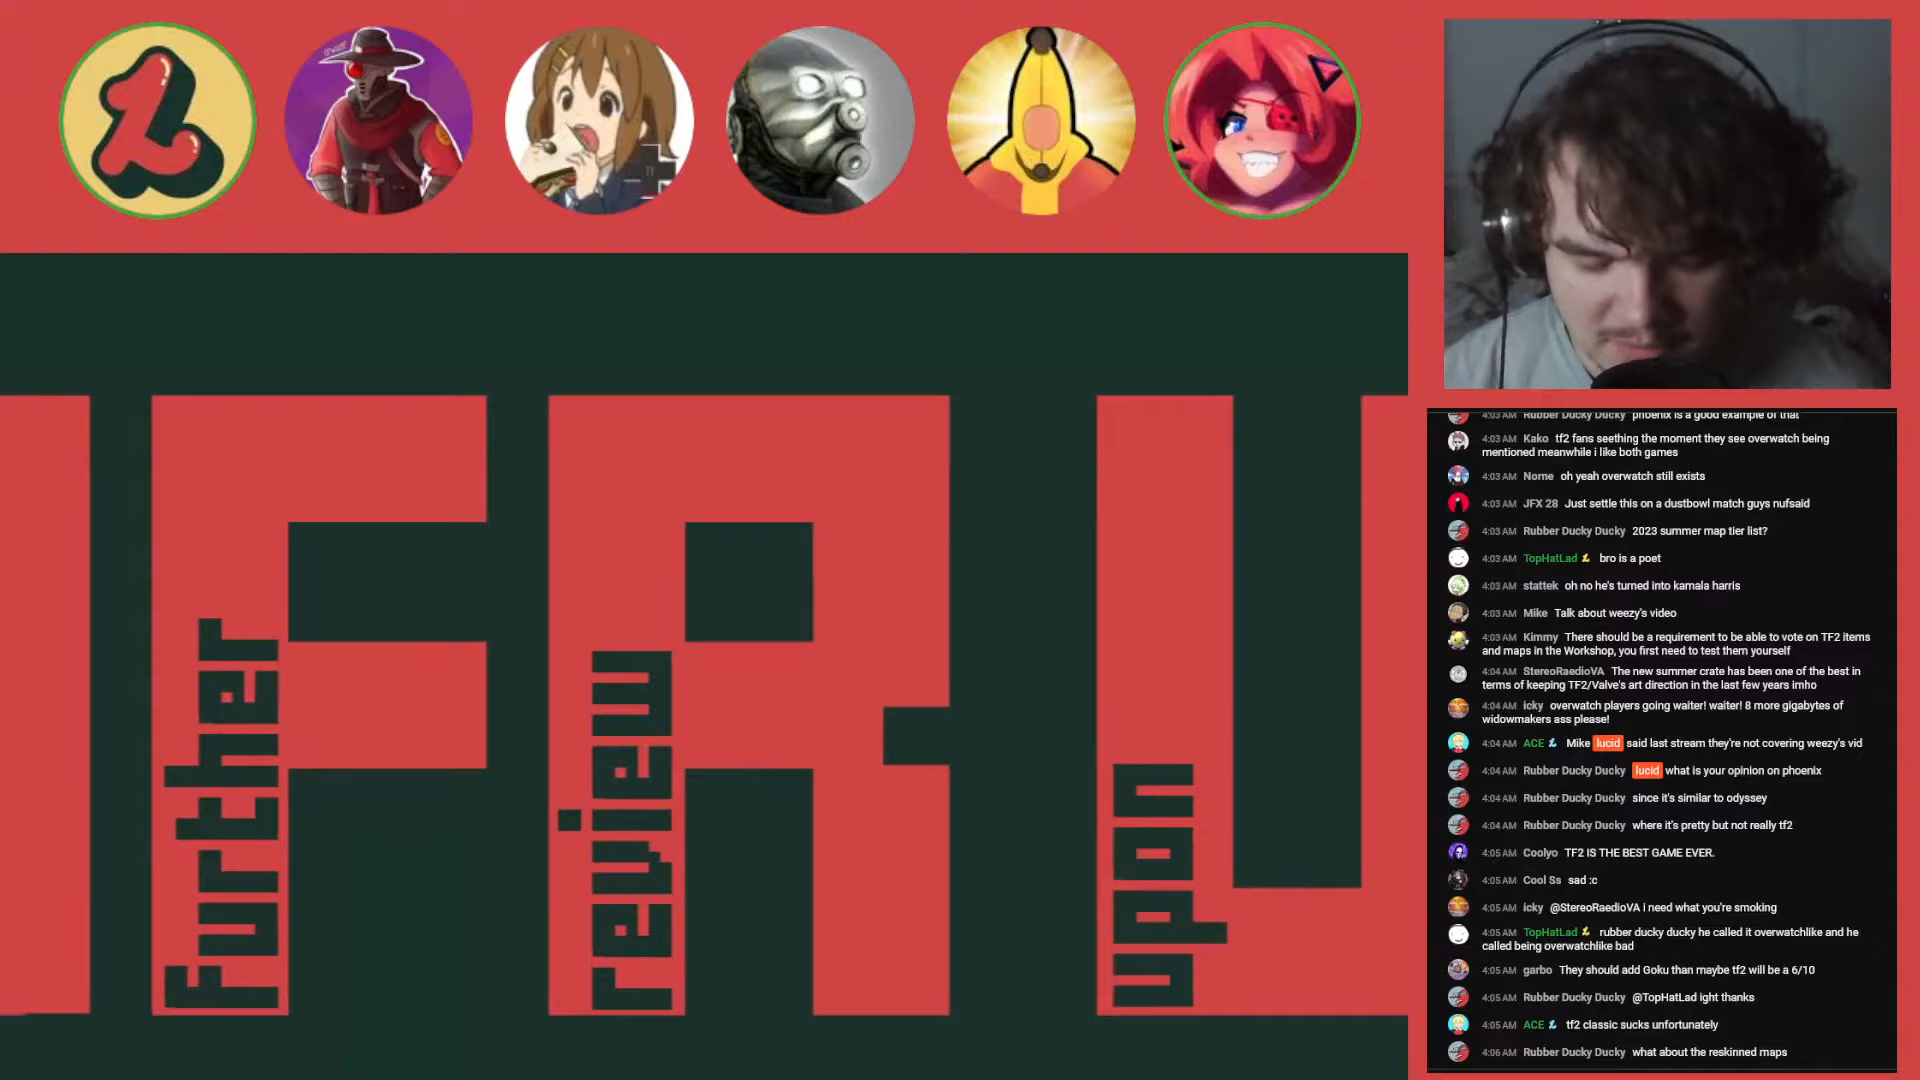 FRU
Further
review
upon
4:03 AM Rubber Ducky Ducky phoenix is a good example of that
4:03 AM Kako tf2 fans seething the moment they see overwatch being
mentioned meanwhile i like both games
4:03 AM Norne oh yeah overwatch still exists
4:03 AM JFX 28 Just settle this on a dustbowl match guys nufsaid
4:03 AM Rubber Ducky Ducky 2023 summer map tier list?
4:03 AM TopHatLad bro is a poet
4:03 AM stattek oh no he's turned into kamala harris
4:03 AM Mike Talk about weezy's video
4:03 AM Kimmy There should be a requirement to be able to vote on TF2 items
and maps in the Workshop, you first need to test them yourself
4:04 AM StereoRaedioVA The new summer crate has been one of the best in
terms of keeping TF2/Valve's art direction in the last few years imho
4:04 AM icky overwatch players going waiter! waiter! 8 more gigabytes of
widowmakers ass please!
4:04 AM ACE Mike lucid said last stream they're not covering weezy's vid
4:04 AM Rubber Ducky Ducky lucid what is your opinion on phoenix
4:04 AM Rubber Ducky Ducky since it's similar to odyssey
4:04 AM Rubber Ducky Ducky where it's pretty but not really tf2
4:05 AM Coolyo TF2 IS THE BEST GAME EVER.
4:05 AM Cool Ss sad :c
4:05 AM icky @StereoRaedioVA i need what you're smoking
4:05 AM TopHatLad rubber ducky ducky he called it overwatchlike and he
called being overwatchlike bad
4:05 AM garbo They should add Goku than maybe tf2 will be a 6/10
4:05 AM Rubber Ducky Ducky @TopHatLad ight thanks
4:05 AM ACE tf2 classic sucks unfortunately
4:06 AM Rubber Ducky Ducky what about the reskinned maps